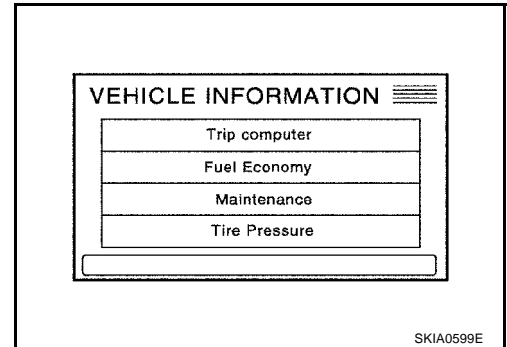 VEHICLE INFORMATION
Trip computer
Fuel Economy
Maintenance
Tire Pressure
SKIA0599E